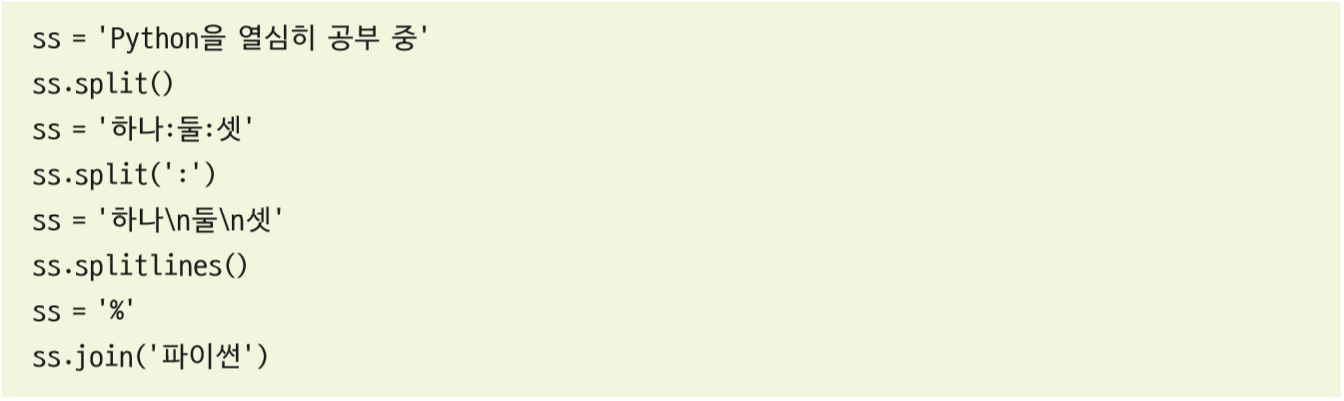 ss = 'Python을 열심히 공부 중'
ss.split()
ss = '하나:둘:셋'
ss.split(':')
ss = '하나\n둘\n셋'
ss.splitlines()
ss = '%'
ss.join('파이썬')